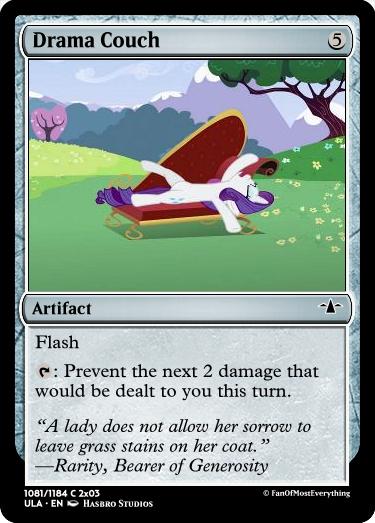 Drama Couch 5
Artifact
Flash
: Prevent the next 2 damage that
would be dealt to you this turn.
“A lady does not allow her sorrow to
leave grass stains on her coat.”
—Rarity, Bearer of Generosity
1081/1184 C 2x03
ULA • EN Hasbro Studios
© FanOfMostEverything